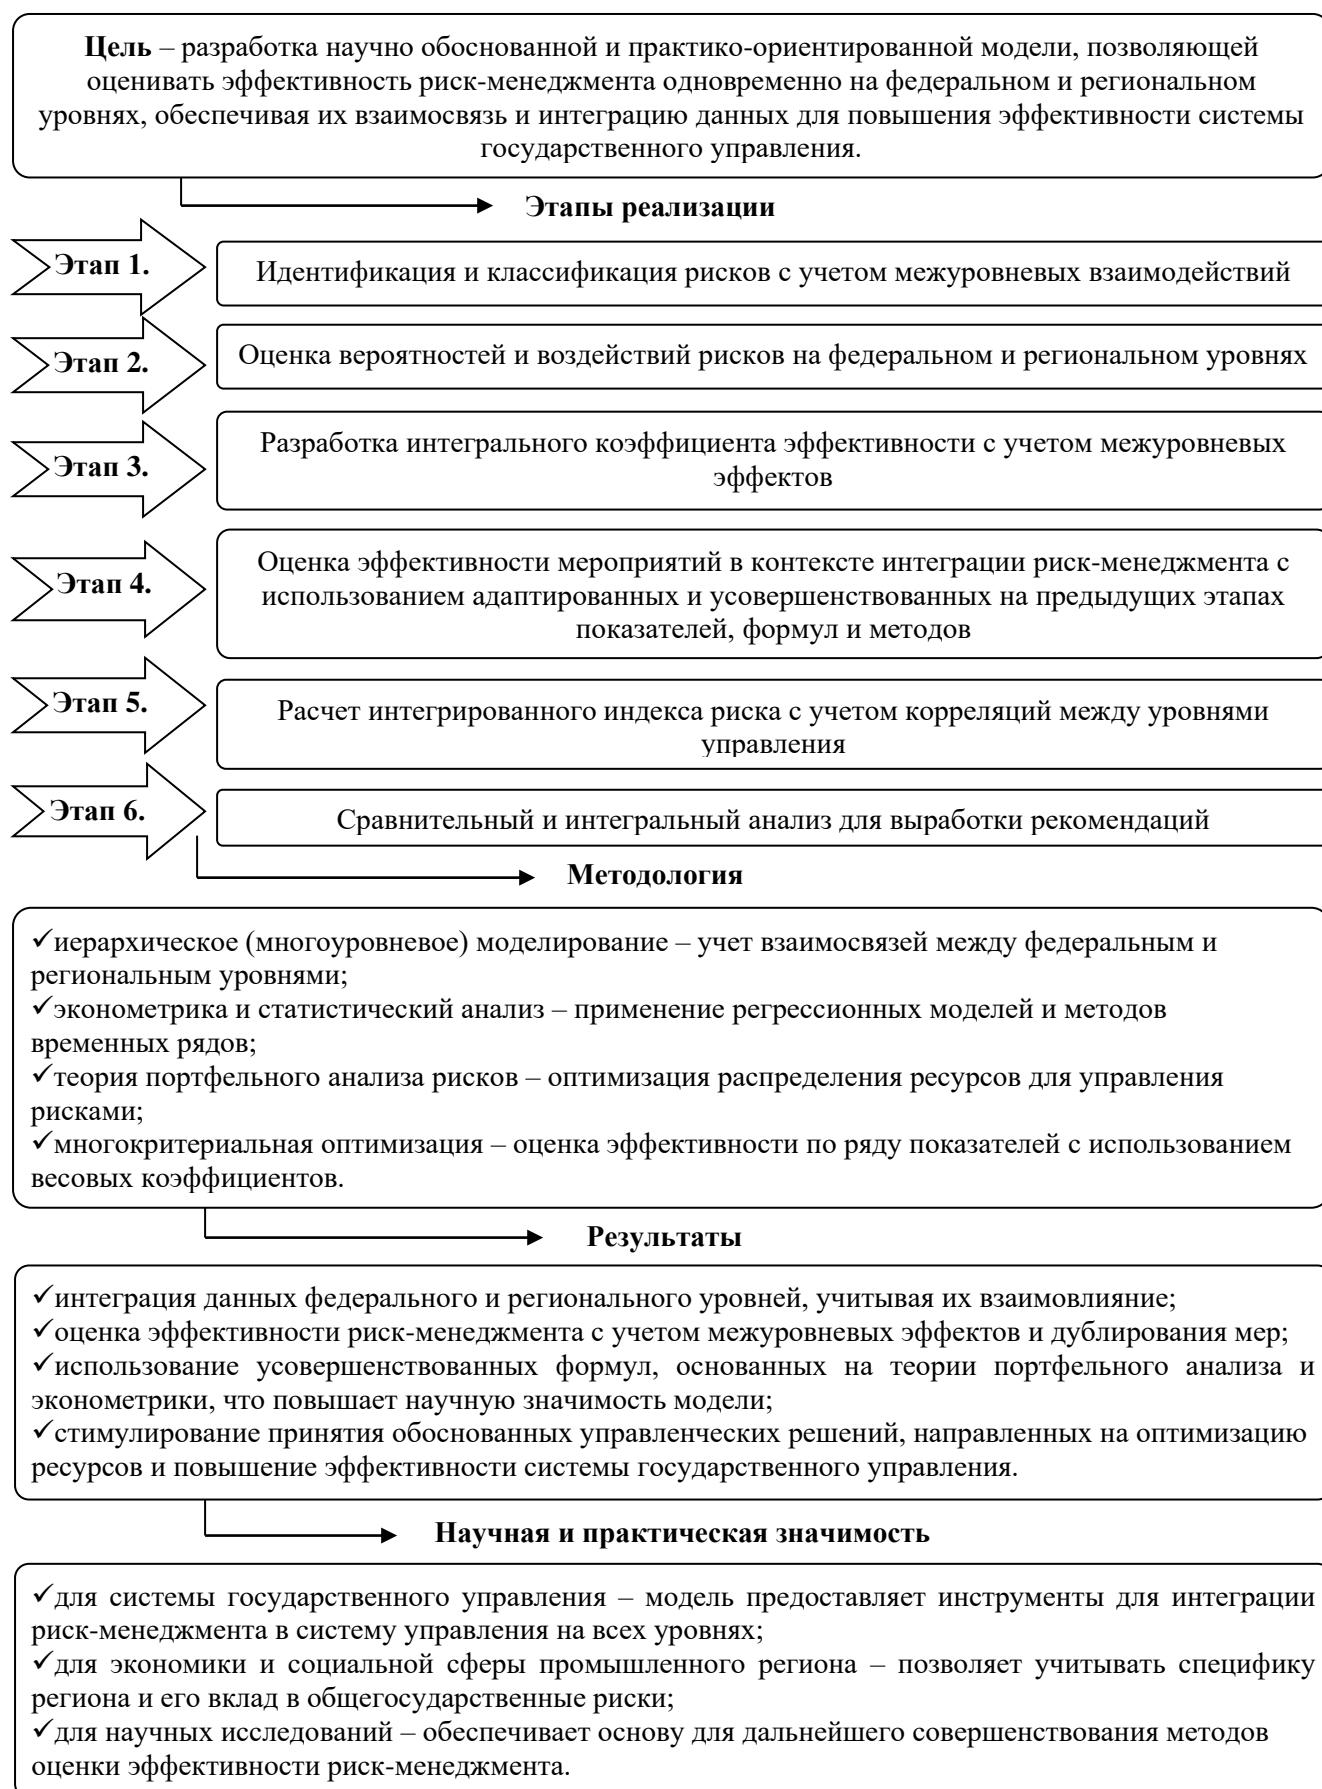 Цель – разработка научно обоснованной и практико-ориентированной модели, позволяющей
оценивать эффективность риск-менеджмента одновременно на федеральном и региональном
уровнях, обеспечивая их взаимосвязь и интеграцию данных для повышения эффективности системы
государственного управления.
Этапы реализации
Этап 1.
Идентификация и классификация рисков с учетом межуровневых взаимодействий
Этап 2.
Оценка вероятностей и воздействий рисков на федеральном и региональном уровнях
Этап 3.
Разработка интегрального коэффициента эффективности с учетом межуровневых
эффектов
Этап 4.
Оценка эффективности мероприятий в контексте интеграции риск-менеджмента с
использованием адаптированных и усовершенствованных на предыдущих этапах
показателей, формул и методов
Этап 5.
Расчет интегрированного индекса риска с учетом корреляций между уровнями
управления
Этап 6.
Сравнительный и интегральный анализ для выработки рекомендаций
Методология
✓иерархическое (многоуровневое) моделирование – учет взаимосвязей между федеральным и
региональным уровнями;
✓эконометрика и статистический анализ – применение регрессионных моделей и методов
временных рядов;
✓теория портфельного анализа рисков – оптимизация распределения ресурсов для управления
рисками;
✓многокритериальная оптимизация – оценка эффективности по ряду показателей с использованием
весовых коэффициентов.
Результаты
✓интеграция данных федерального и регионального уровней, учитывая их взаимовлияние;
✓оценка эффективности риск-менеджмента с учетом межуровневых эффектов и дублирования мер;
✓использование усовершенствованных формул, основанных на теории портфельного анализа и
эконометрики, что повышает научную значимость модели;
✓стимулирование принятия обоснованных управленческих решений, направленных на оптимизацию
ресурсов и повышение эффективности системы государственного управления.
Научная и практическая значимость
✓для системы государственного управления – модель предоставляет инструменты для интеграции
риск-менеджмента в систему управления на всех уровнях;
✓для экономики и социальной сферы промышленного региона – позволяет учитывать специфику
региона и его вклад в общегосударственные риски;
✓для научных исследований – обеспечивает основу для дальнейшего совершенствования методов
оценки эффективности риск-менеджмента.